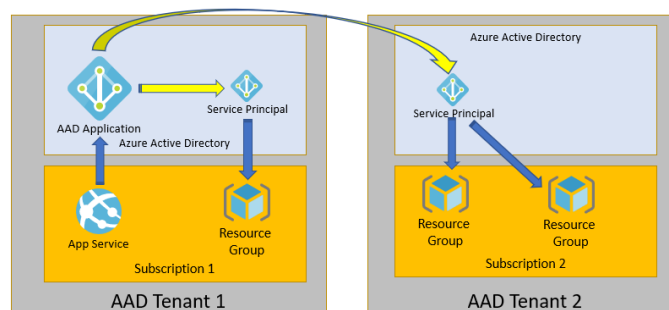 AAD Application
Service Principal
Azure Active Directory
App Service
Resource
Group
Subscription 1
AAD Tenant 1
Azure Active Directory
Service Principal
Resource
Group
Resource
Group
Subscription 2
AAD Tenant 2